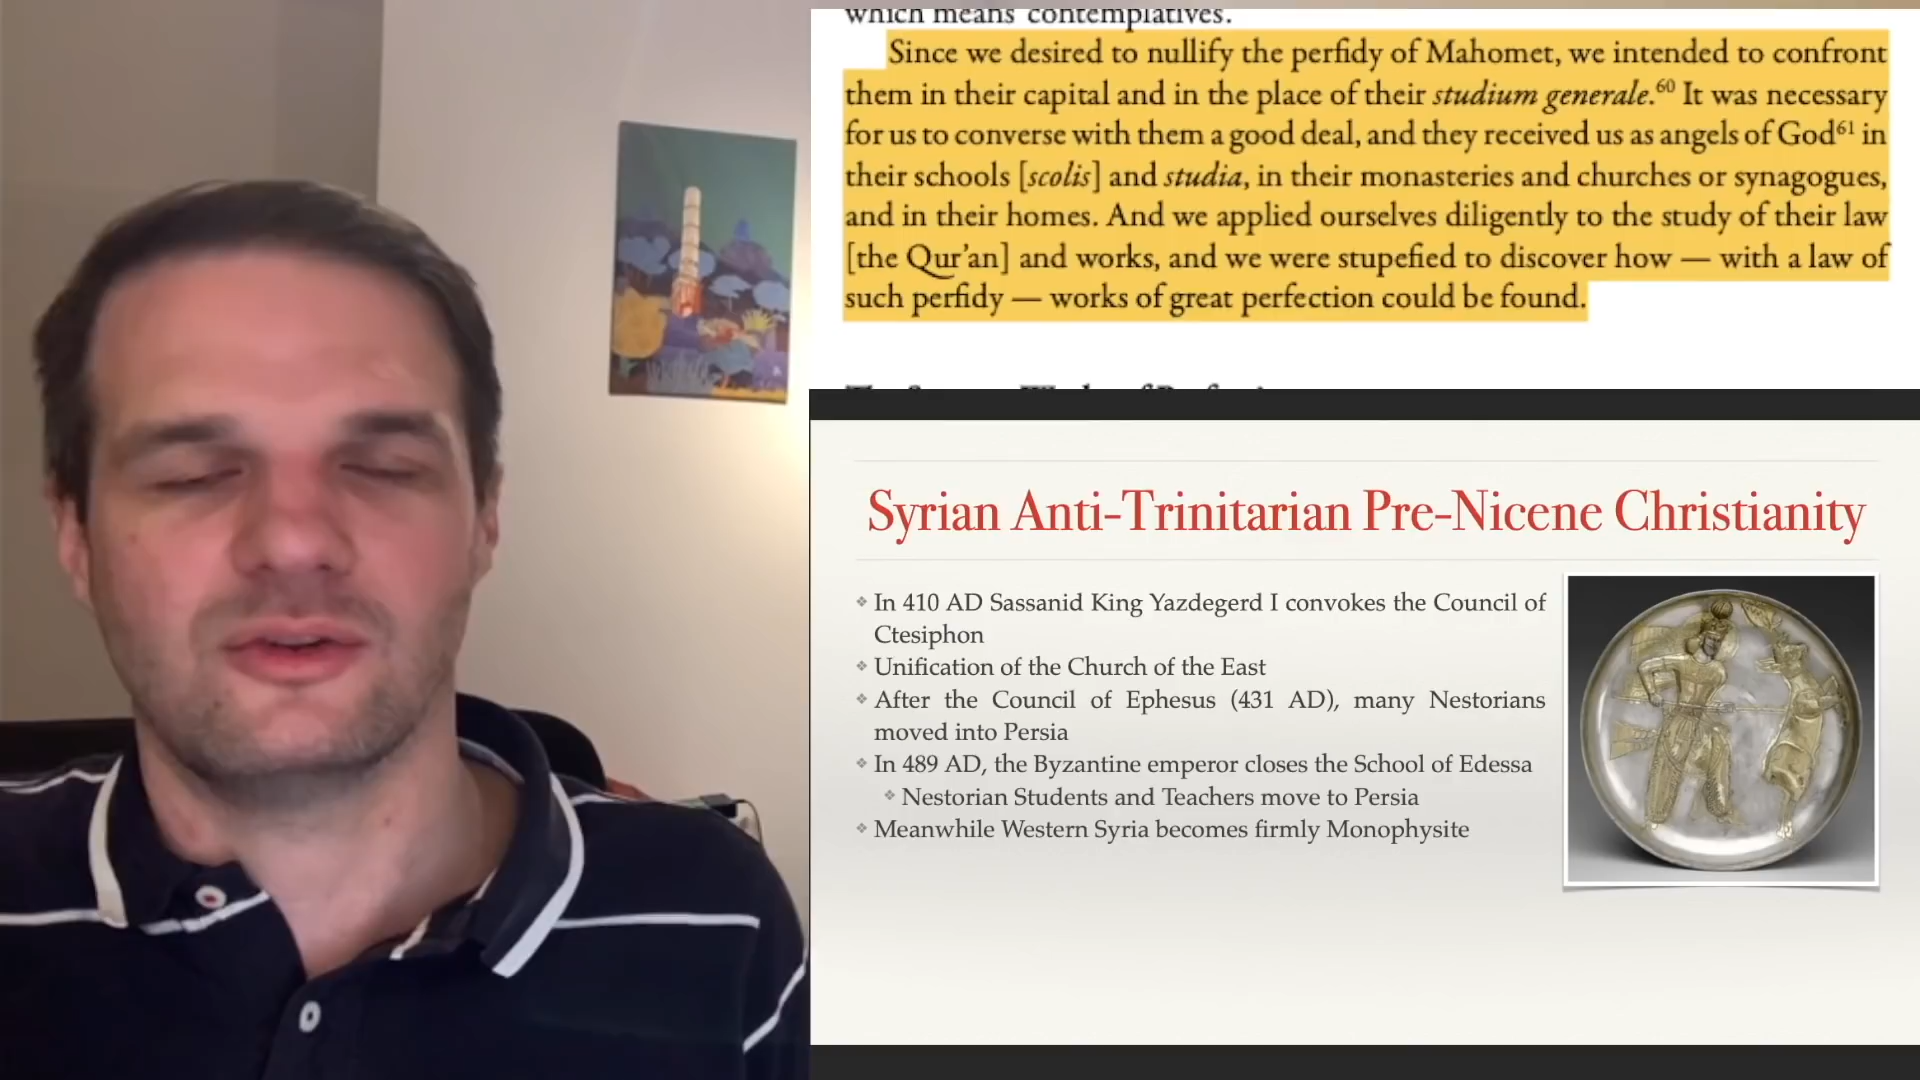 which means contemplatives.
Since we desired to nullify the perfidy of Mahomet, we intended to confront
them in their capital and in the place of their studium generale.60 It was necessary
for us to converse with them a good deal, and they received us as angels of God61 in
their schools [scolis] and studia, in their monasteries and churches or synagogues,
and in their homes. And we applied ourselves diligently to the study of their law
[the Qur’an] and works, and we were stupefied to discover how — with a law of
such perfidy — works of great perfection could be found.
Syrian Anti-Trinitarian Pre-Nicene Christianity
In 410 AD Sassanid King Yazdegerd I convokes the Council of
Ctesiphon
Unification of the Church of the East
After the Council of Ephesus (431 AD), many Nestorians
moved into Persia
In 489 AD, the Byzantine emperor closes the School of Edessa
Nestorian Students and Teachers move to Persia
Meanwhile Western Syria becomes firmly Monophysite